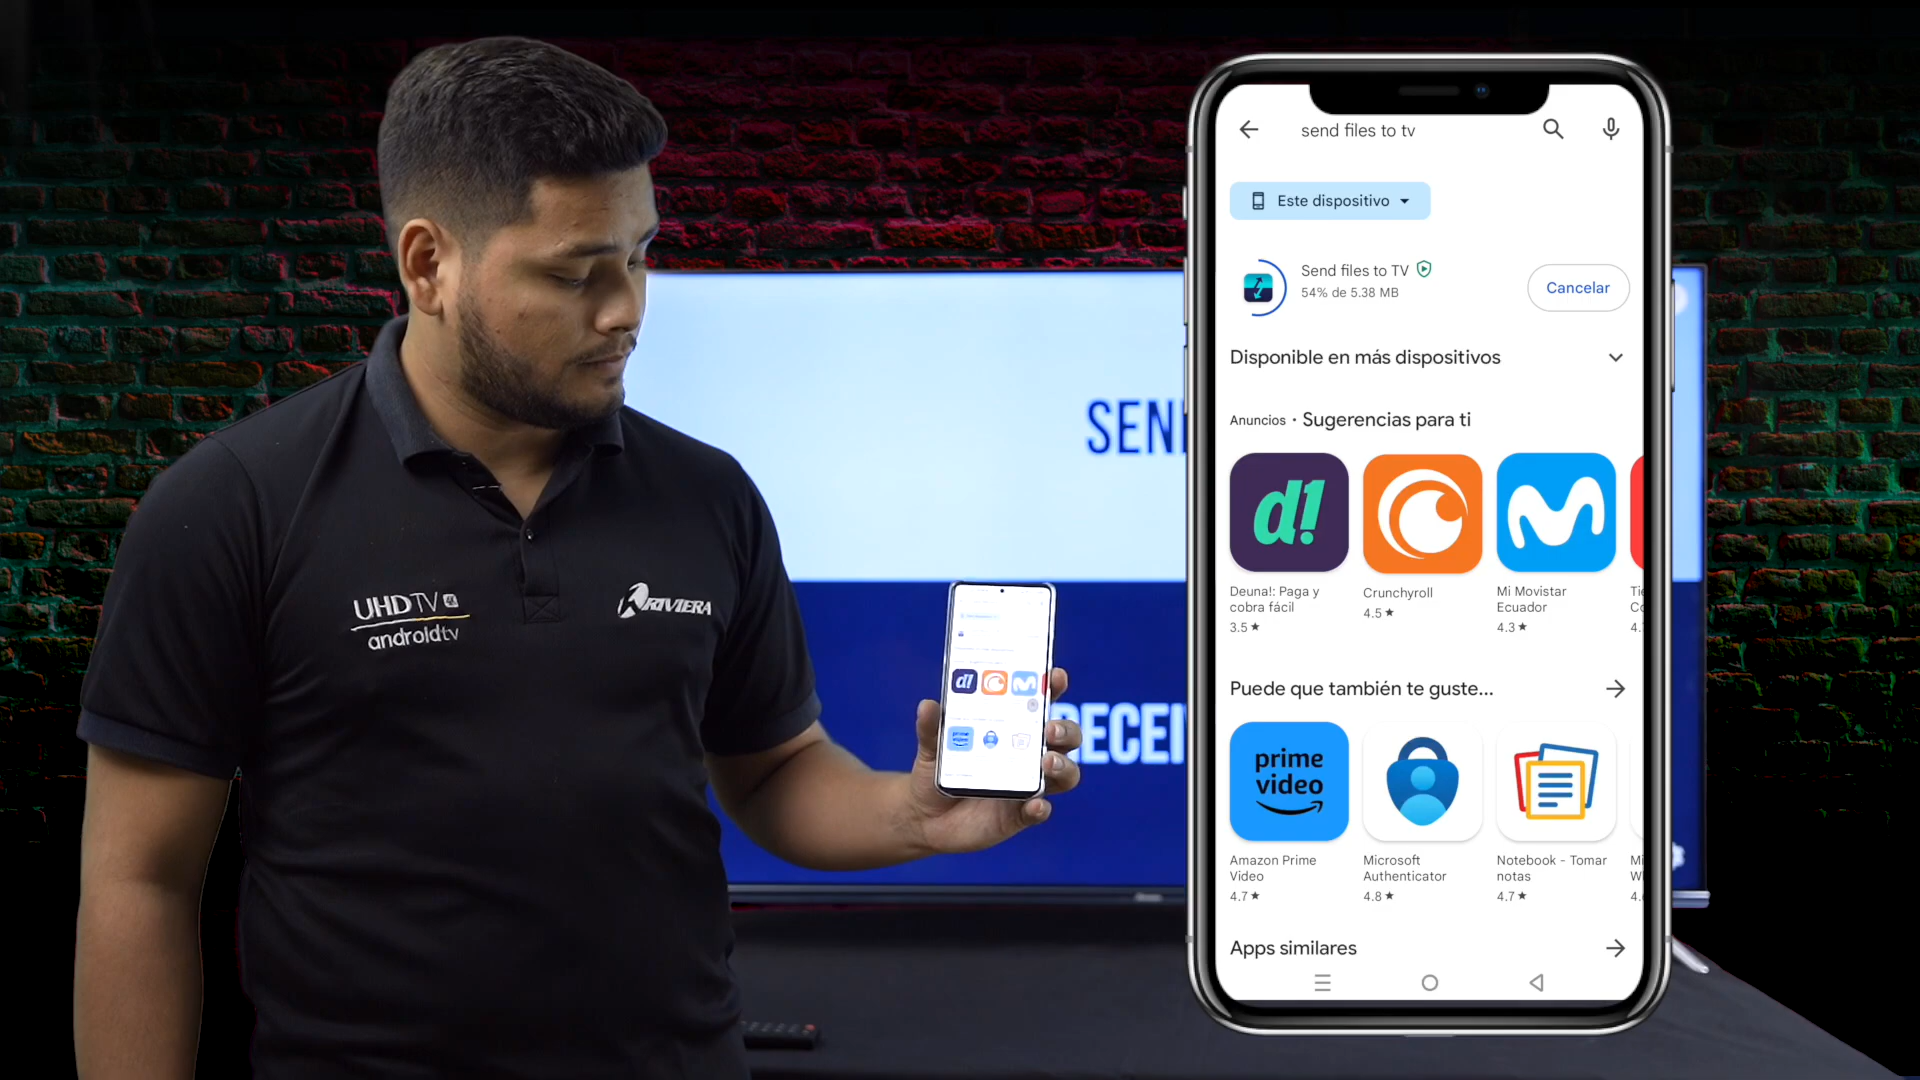 send files to tv
Este dispositivo
Send files to TV
54% de 5.38 MB
Cancelar
Disponible en más dispositivos
Anuncios · Sugerencias para ti
d!
Deuna!: Paga y
cobra fácil
3.5 ★
Crunchyroll
4.5 ★
Mi Movistar
Ecuador
4.3 ★
Puede que también te guste...
prime
video
Amazon Prime
Video
4.7 ★
Microsoft
Authenticator
4.8 ★
Notebook - Tomar
notas
4.7 ★
Apps similares
UHDTV 4K
androidtv
RIVIERA
SEN
RECEI
d!
prime
video